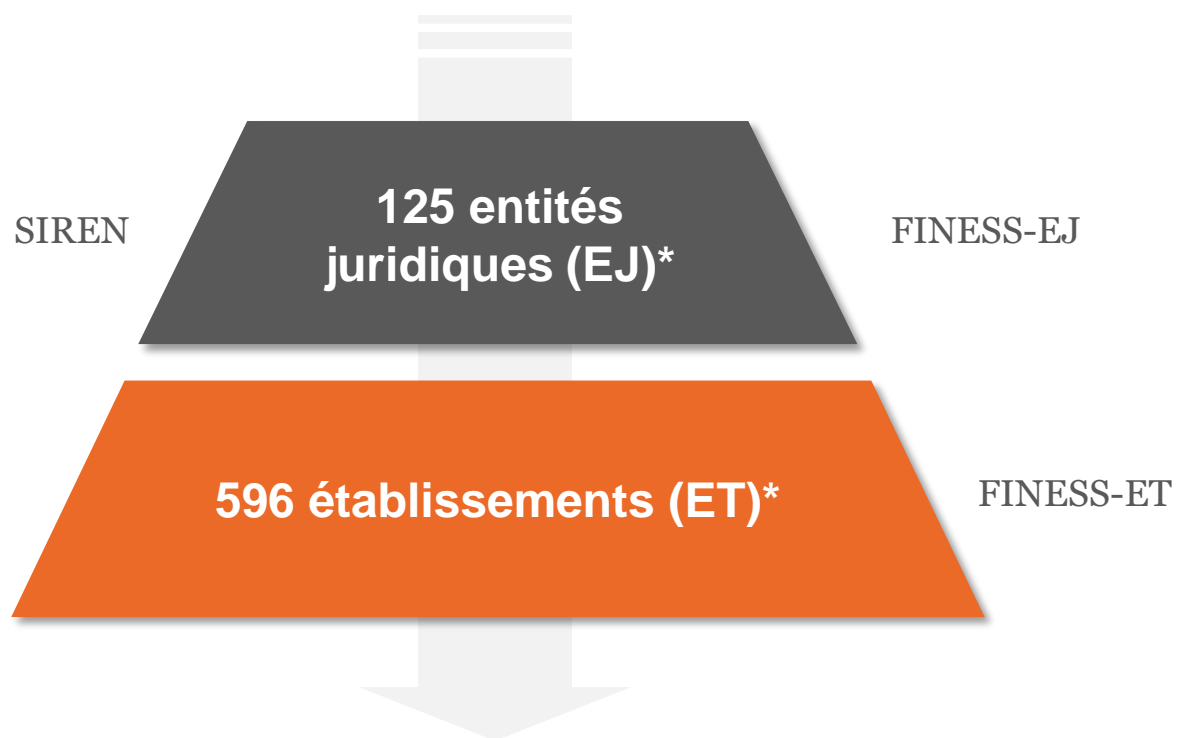 125 entités
juridiques (EJ)*
SIREN
FINESS-EJ
596 établissements (ET)*
FINESS-ET